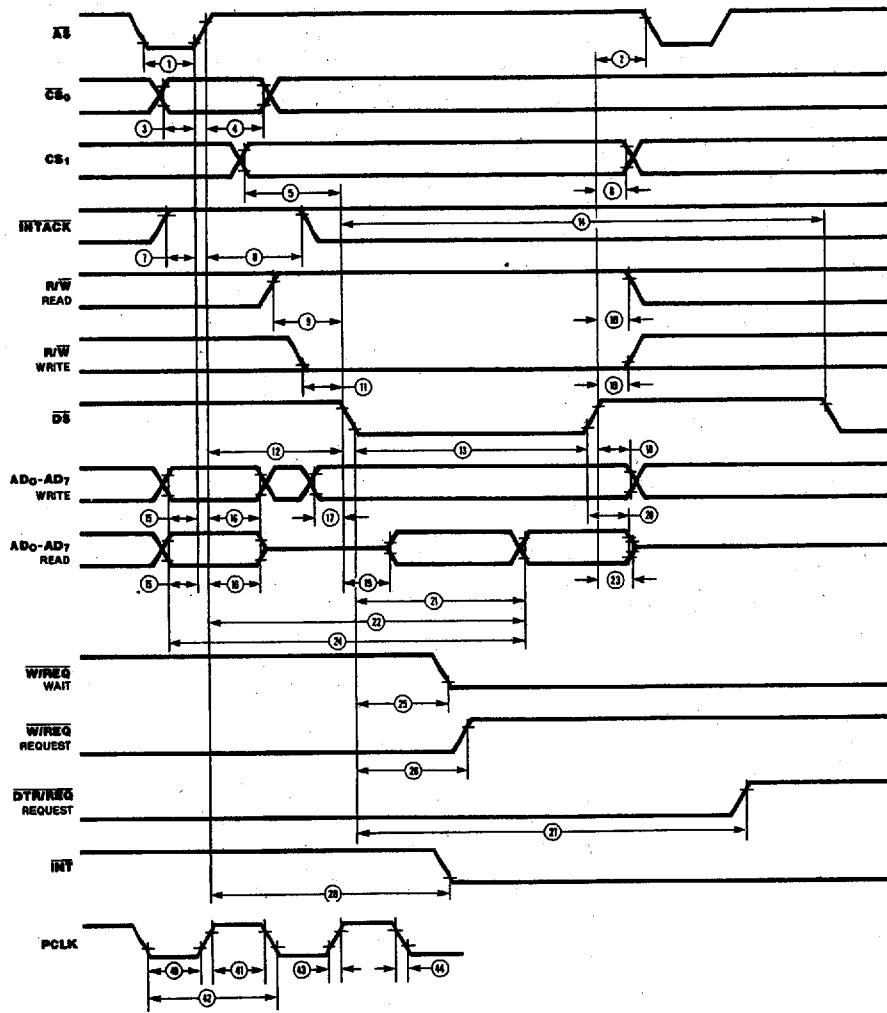 AS
1 2
CS0
3 4
CS1
5 6
INTACK
14
7 8
R/W
READ
9 10
R/W
WRITE
11 10
DS
12 13 18
AD0-AD7
WRITE
15 16 17 20
AD0-AD7
READ
15 16 19 23
21
22
24
W/REQ
WAIT
25
W/REQ
REQUEST
26
DTR/REQ
REQUEST
27
INT
28
PCLK
40 41 43 44
42